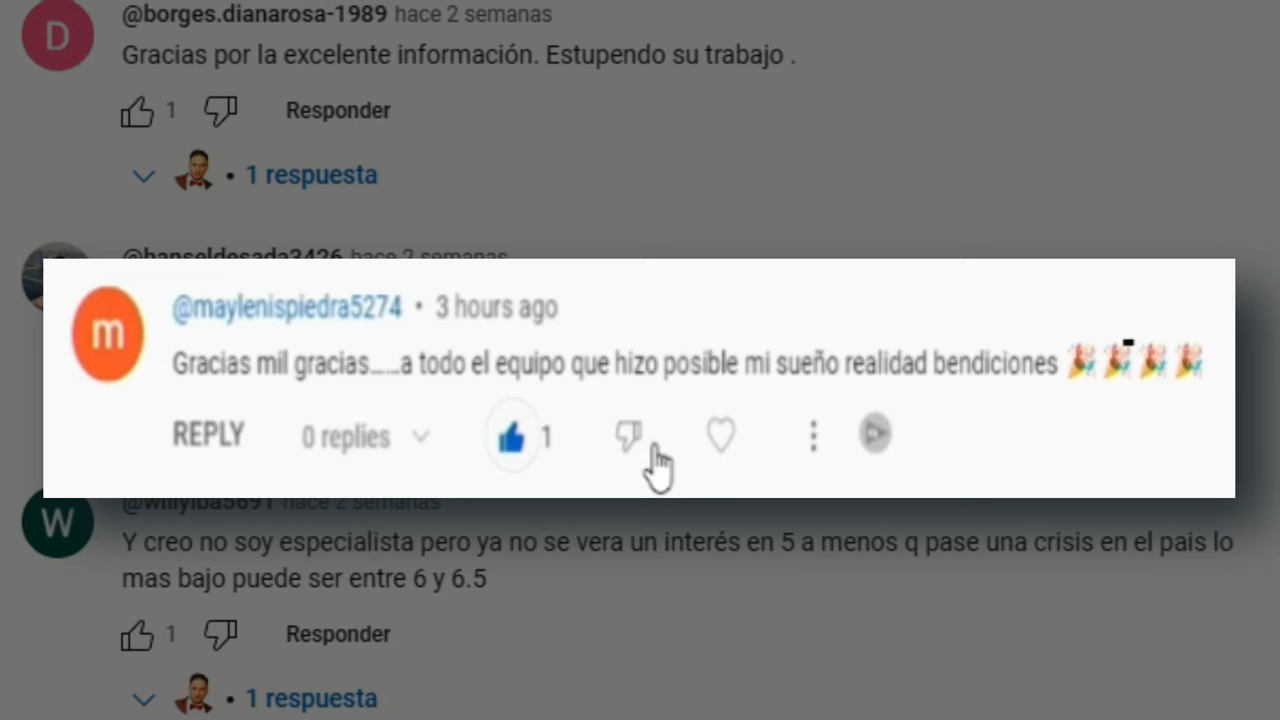 D
@borges.dianarosa-1989 hace 2 semanas
Gracias por la excelente información. Estupendo su trabajo .
1
Responder
• 1 respuesta
@hanseldesada3426 hace 2 semanas
m
@maylenispiedra5274 • 3 hours ago
Gracias mil gracias.....a todo el equipo que hizo posible mi sueño realidad bendiciones 🎉🎉🎉🎉
REPLY 0 replies 1
W
hace 2 semanas
Y creo no soy especialista pero ya no se vera un interés en 5 a menos q pase una crisis en el pais lo
mas bajo puede ser entre 6 y 6.5
1
Responder
• 1 respuesta